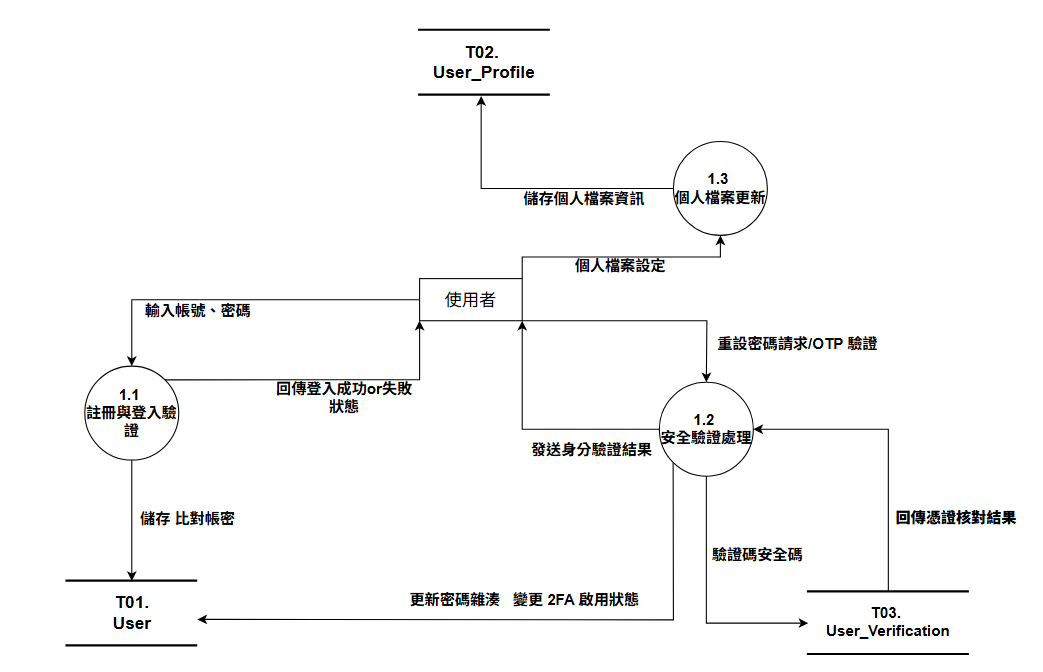 T02.
User_Profile
1.3
個人檔案更新
儲存個人檔案資訊
個人檔案設定
使用者
輸入帳號、密碼
重設密碼請求/OTP 驗證
回傳登入成功or失敗
狀態
1.1
註冊與登入驗
證
1.2
安全驗證處理
發送身分驗證結果
儲存 比對帳密
回傳憑證核對結果
驗證碼安全碼
更新密碼雜湊 變更 2FA 啟用狀態
T01.
User
T03.
User_Verification